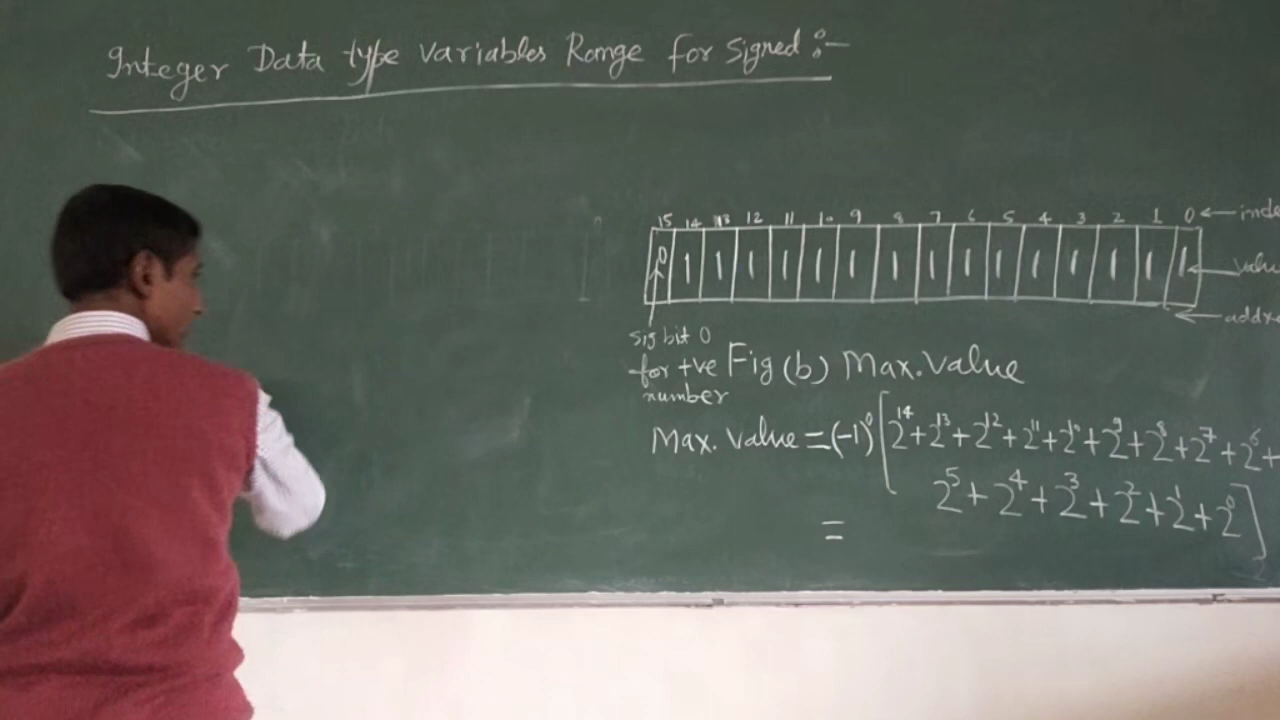 Integer Data type variables Range for Signed :-
15 14 13 12 11 10 9 8 7 6 5 4 3 2 1 0 ← inde
0 1 1 1 1 1 1 1 1 1 1 1 1 1 1 1 ← valu
← addre
sig bit 0
for +ve Fig (b) Max. Value
number
Max. Value = (-1)⁰ [2¹⁴ + 2¹³ + 2¹² + 2¹¹ + 2¹⁰ + 2⁹ + 2⁸ + 2⁷ + 2⁶ +
2⁵ + 2⁴ + 2³ + 2² + 2¹ + 2⁰]
=